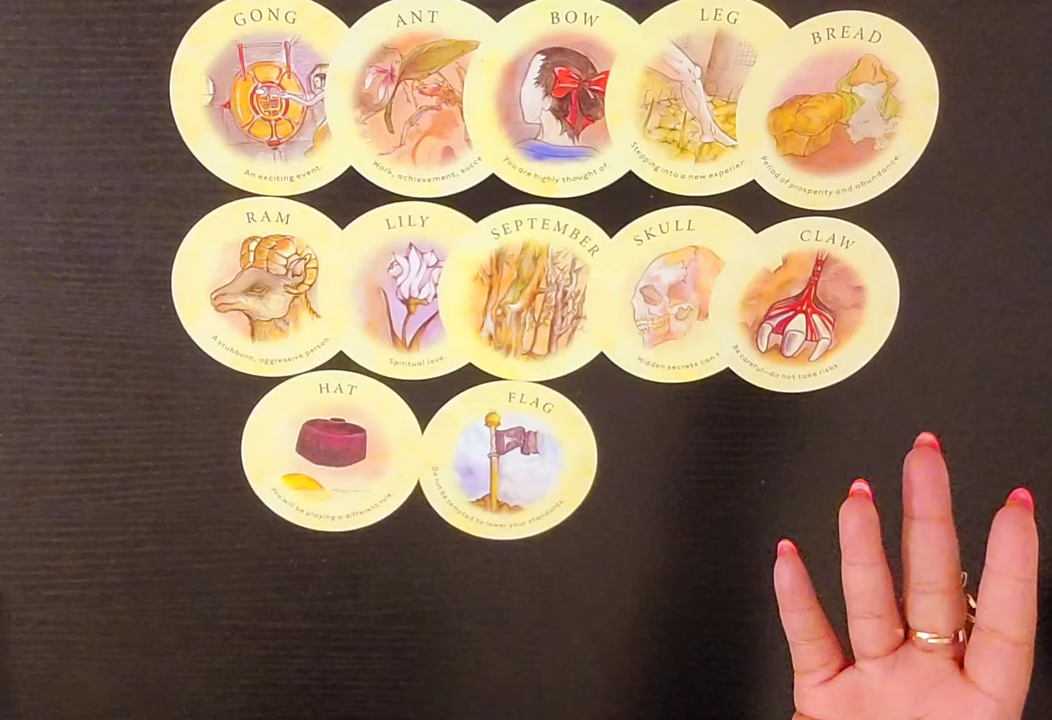 GONG
An exciting event.
ANT
Work, achievement, succe
BOW
You are highly thought of.
LEG
Stepping into a new experien
BREAD
Period of prosperity and abundance.
RAM
A stubborn, aggressive person.
LILY
Spiritual love.
SEPTEMBER
SKULL
Hidden secrets can't
CLAW
Be careful—do not take risks.
HAT
You will be playing a different role.
FLAG
Do not be tempted to lower your standards.